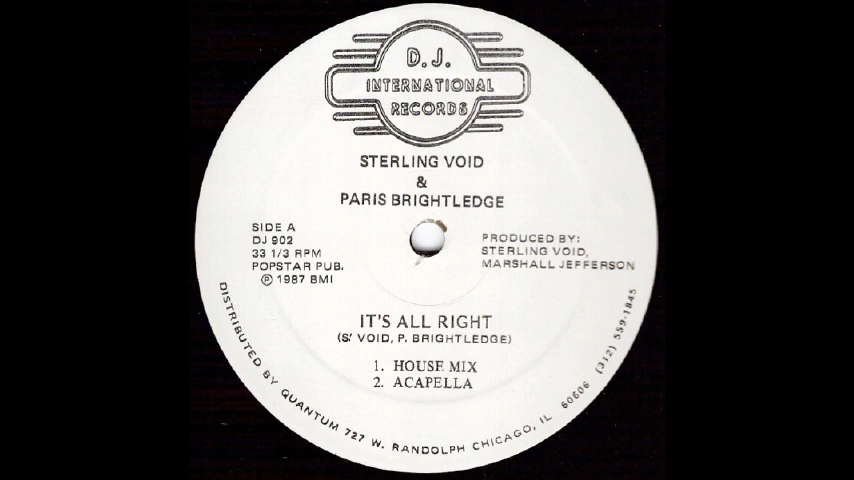 D.J.
INTERNATIONAL
RECORDS
STERLING VOID
&
PARIS BRIGHTLEDGE
SIDE A
DJ 902
33 1/3 RPM
POPSTAR PUB.
Ⓟ 1987 BMI
PRODUCED BY:
STERLING VOID,
MARSHALL JEFFERSON
IT'S ALL RIGHT
(S' VOID, P. BRIGHTLEDGE)
1. HOUSE MIX
2. ACAPELLA
DISTRIBUTED BY QUANTUM 727 W. RANDOLPH CHICAGO, IL 60606 (312) 559-1845